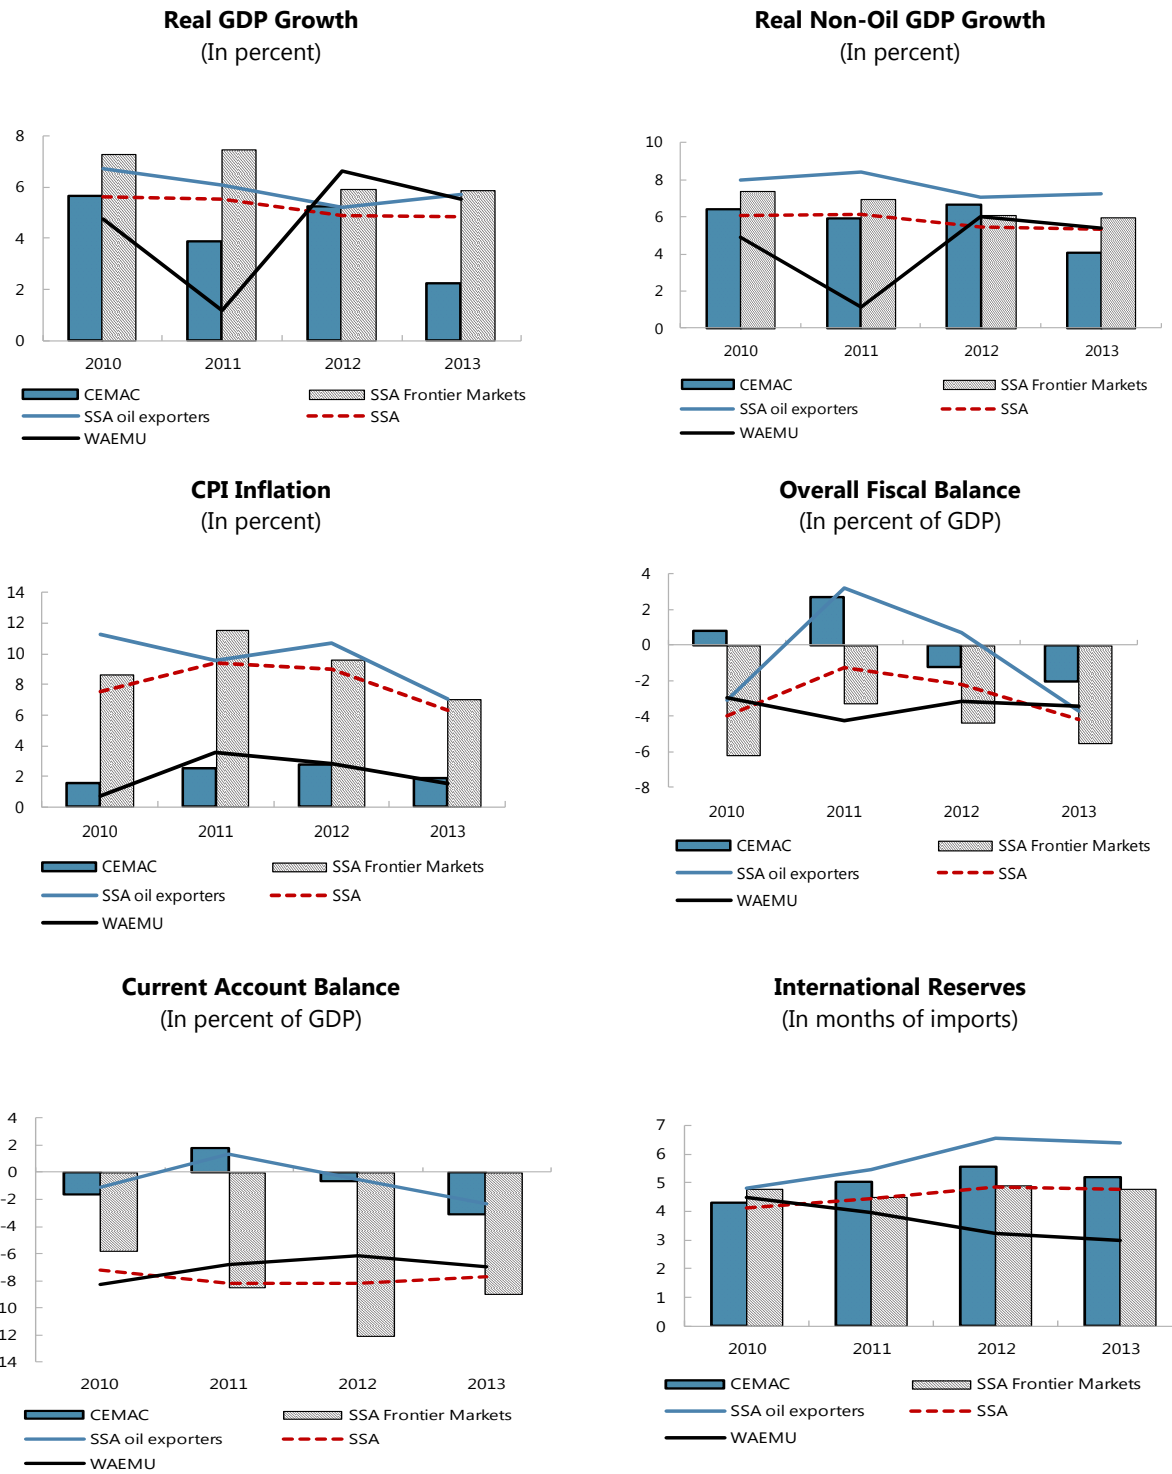 Real GDP Growth
(In percent)
8
6
4
2
0
2010 2011 2012 2013
CEMAC SSA Frontier Markets
SSA oil exporters SSA
WAEMU
Real Non-Oil GDP Growth
(In percent)
10
8
6
4
2
0
2010 2011 2012 2013
CEMAC SSA Frontier Markets
SSA oil exporters SSA
WAEMU
CPI Inflation
(In percent)
14
12
10
8
6
4
2
0
2010 2011 2012 2013
CEMAC SSA Frontier Markets
SSA oil exporters SSA
WAEMU
Overall Fiscal Balance
(In percent of GDP)
4
2
0
-2
-4
-6
-8
2010 2011 2012 2013
CEMAC SSA Frontier Markets
SSA oil exporters SSA
WAEMU
Current Account Balance
(In percent of GDP)
4
2
0
-2
-4
-6
-8
10
12
14
2010 2011 2012 2013
CEMAC SSA Frontier Markets
SSA oil exporters SSA
WAEMU
International Reserves
(In months of imports)
7
6
5
4
3
2
1
0
2010 2011 2012 2013
CEMAC SSA Frontier Markets
SSA oil exporters SSA
WAEMU